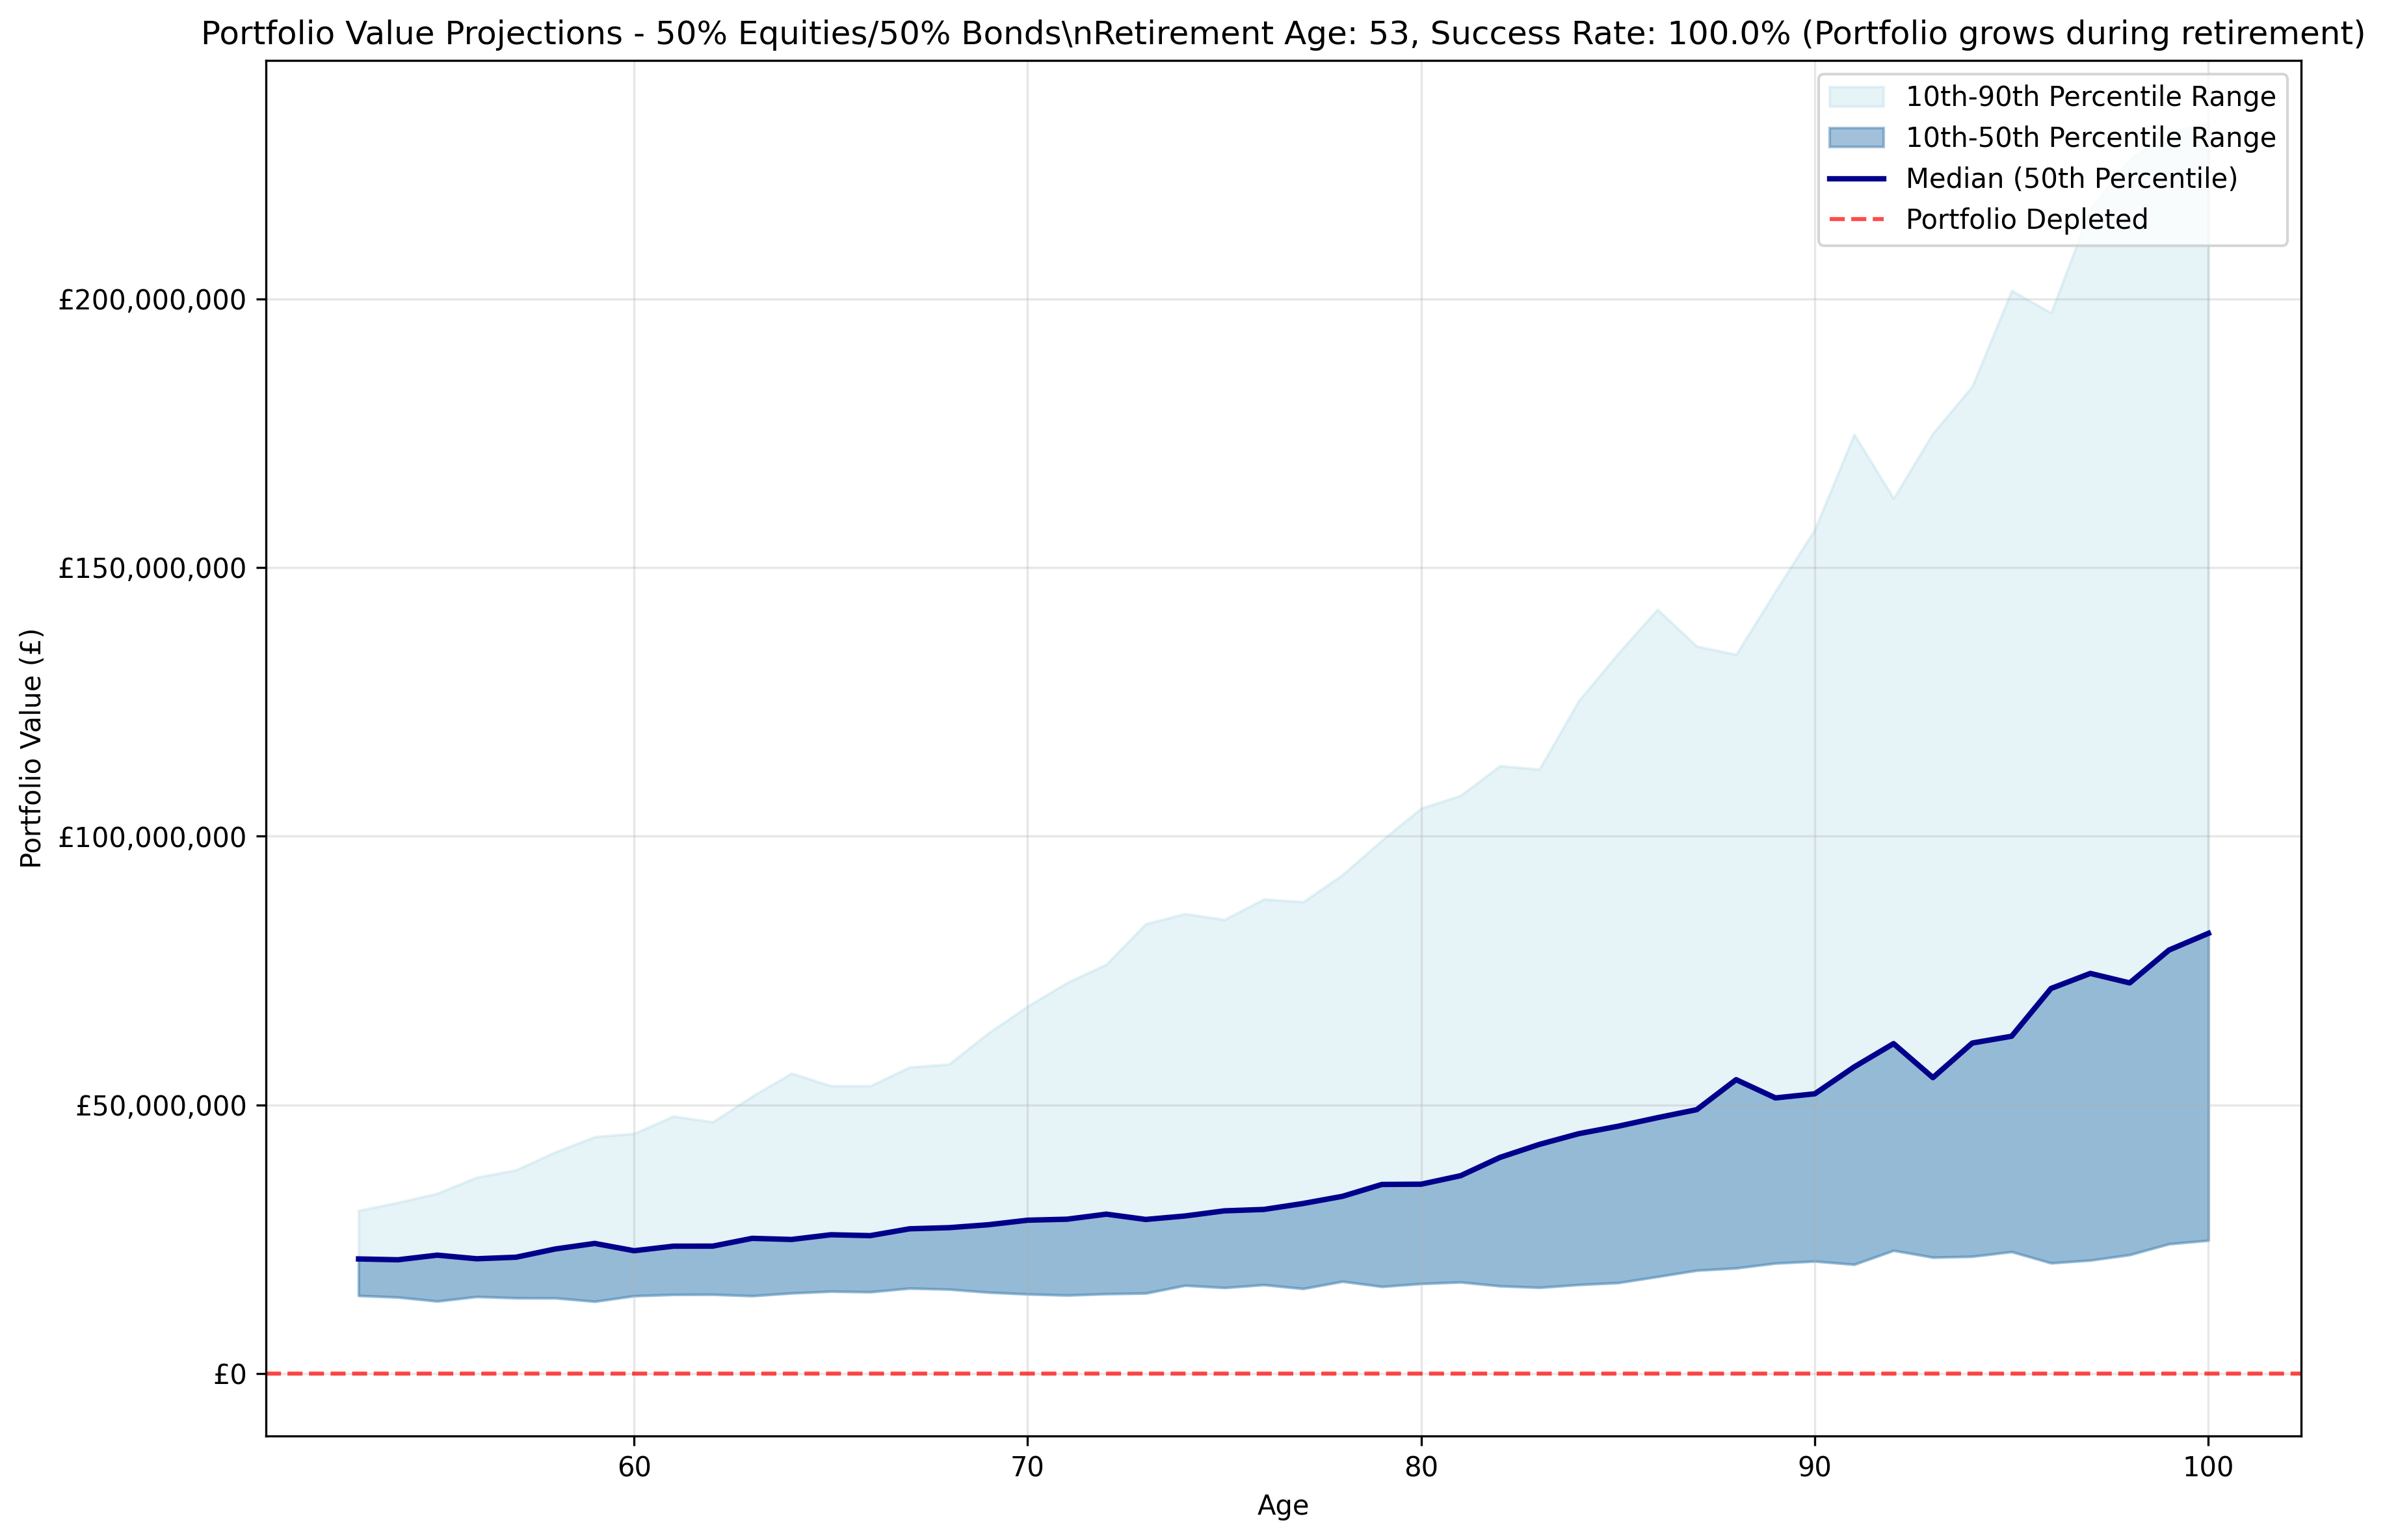 Portfolio Value Projections - 50% Equities/50% Bonds\nRetirement Age: 53, Success Rate: 100.0% (Portfolio grows during retirement)
10th-90th Percentile Range
10th-50th Percentile Range
Median (50th Percentile)
Portfolio Depleted
£200,000,000
£150,000,000
£100,000,000
£50,000,000
£0
Portfolio Value (£)
60
70
80
90
100
Age